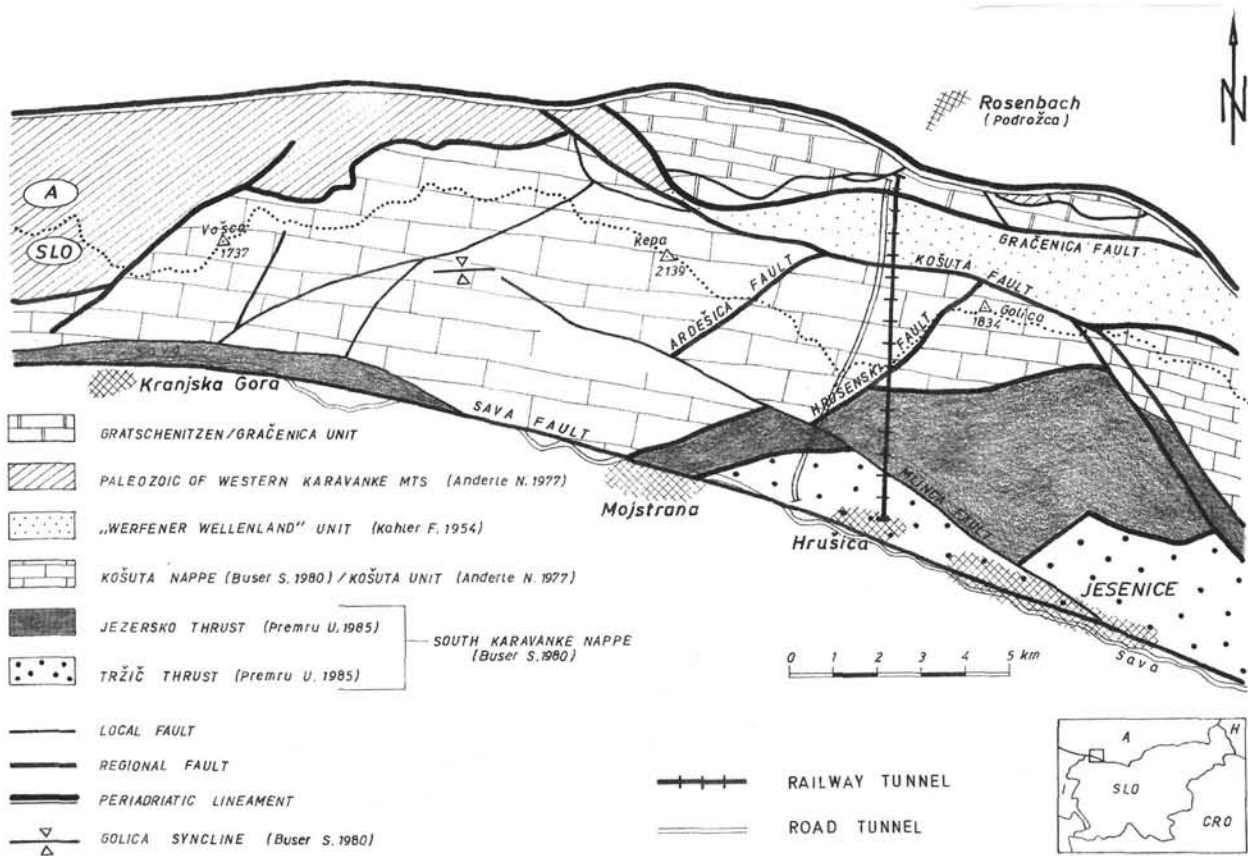 N
Rosenbach
(Podrožca)
A
SLO
Vošca
1737
Kepa
2139
GRAČENICA FAULT
KOŠUTA FAULT
ARDEŠICA FAULT
Golica
1834
HRUŠENSKI FAULT
Sava
Kranjska Gora
SAVA FAULT
MLINCA FAULT
Mojstrana
Hrušica
JESENICE
Sava
GRATSCHENITZEN/GRAČENICA UNIT
PALEOZOIC OF WESTERN KARAVANKE MTS (Anderle N. 1977)
„WERFENER WELLENLAND" UNIT (Kahler F. 1954)
KOŠUTA NAPPE (Buser S. 1980) / KOŠUTA UNIT (Anderle N. 1977)
JEZERSKO THRUST (Premru U. 1985)
TRŽIČ THRUST (Premru U. 1985)
SOUTH KARAVANKE NAPPE
(Buser S. 1980)
0 1 2 3 4 5 km
LOCAL FAULT
REGIONAL FAULT
PERIADRIATIC LINEAMENT
GOLICA SYNCLINE (Buser S. 1980)
RAILWAY TUNNEL
ROAD TUNNEL
A
H
I
SLO
CRO